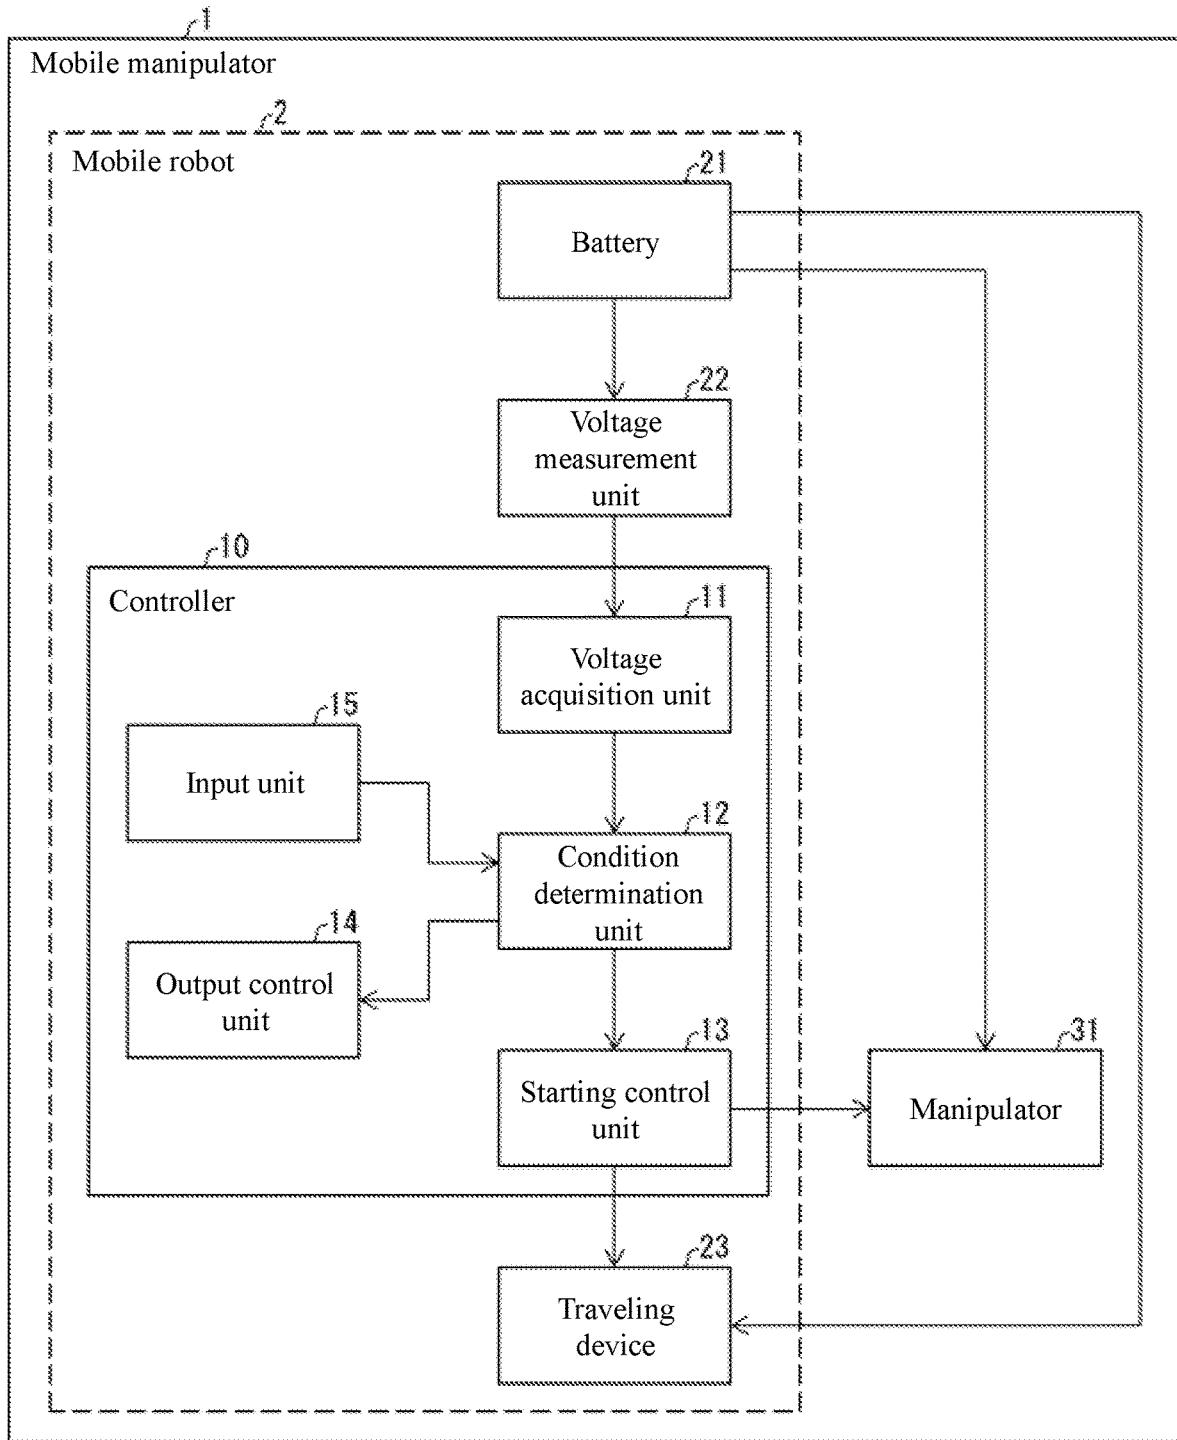 1
Mobile manipulator
2
Mobile robot
21
Battery
22
Voltage
measurement
unit
10
Controller
11
Voltage
acquisition unit
15
Input unit
12
Condition
determination
unit
14
Output control
unit
13
Starting control
unit
31
Manipulator
23
Traveling
device